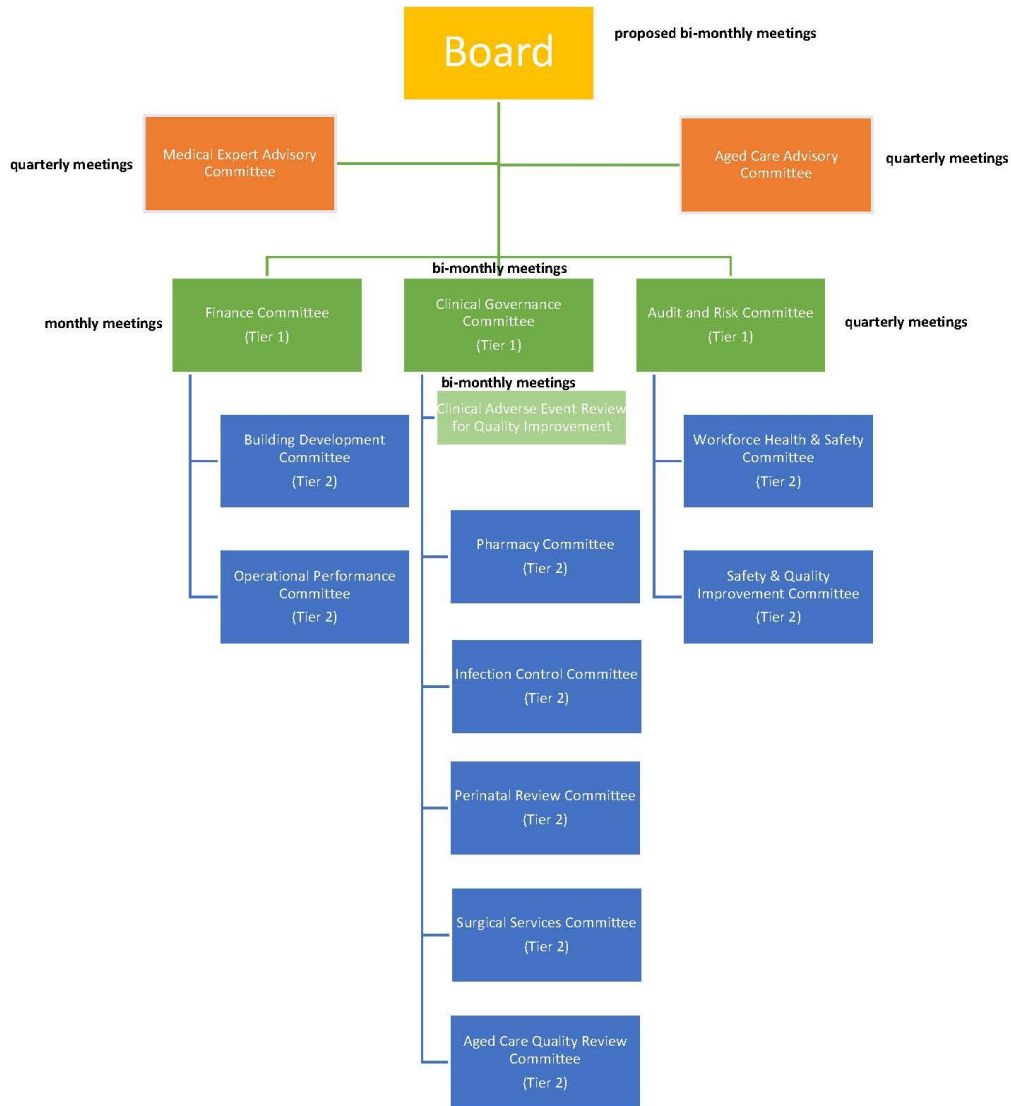 Board
proposed bi-monthly meetings
quarterly meetings
Medical Expert Advisory
Committee
Aged Care Advisory
Committee
quarterly meetings
bi-monthly meetings
monthly meetings
Finance Committee
(Tier 1)
Clinical Governance
Committee
(Tier 1)
Audit and Risk Committee
(Tier 1)
quarterly meetings
bi-monthly meetings
Clinical Adverse Event Review
for Quality Improvement
Building Development
Committee
(Tier 2)
Operational Performance
Committee
(Tier 2)
Pharmacy Committee
(Tier 2)
Infection Control Committee
(Tier 2)
Perinatal Review Committee
(Tier 2)
Surgical Services Committee
(Tier 2)
Aged Care Quality Review
Committee
(Tier 2)
Workforce Health & Safety
Committee
(Tier 2)
Safety & Quality
Improvement Committee
(Tier 2)